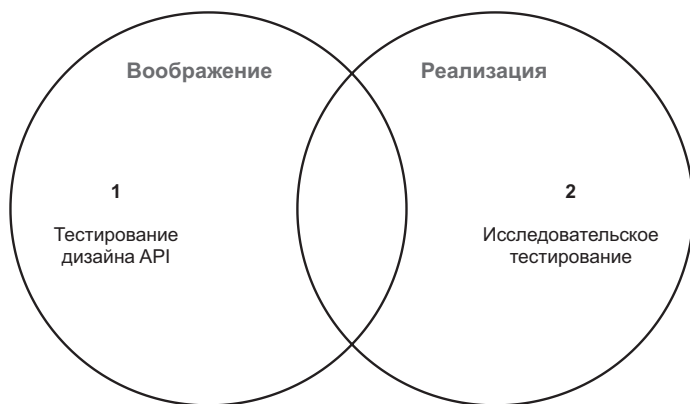 Воображение
Реализация
1
Тестирование
дизайна API
2
Исследовательское
тестирование